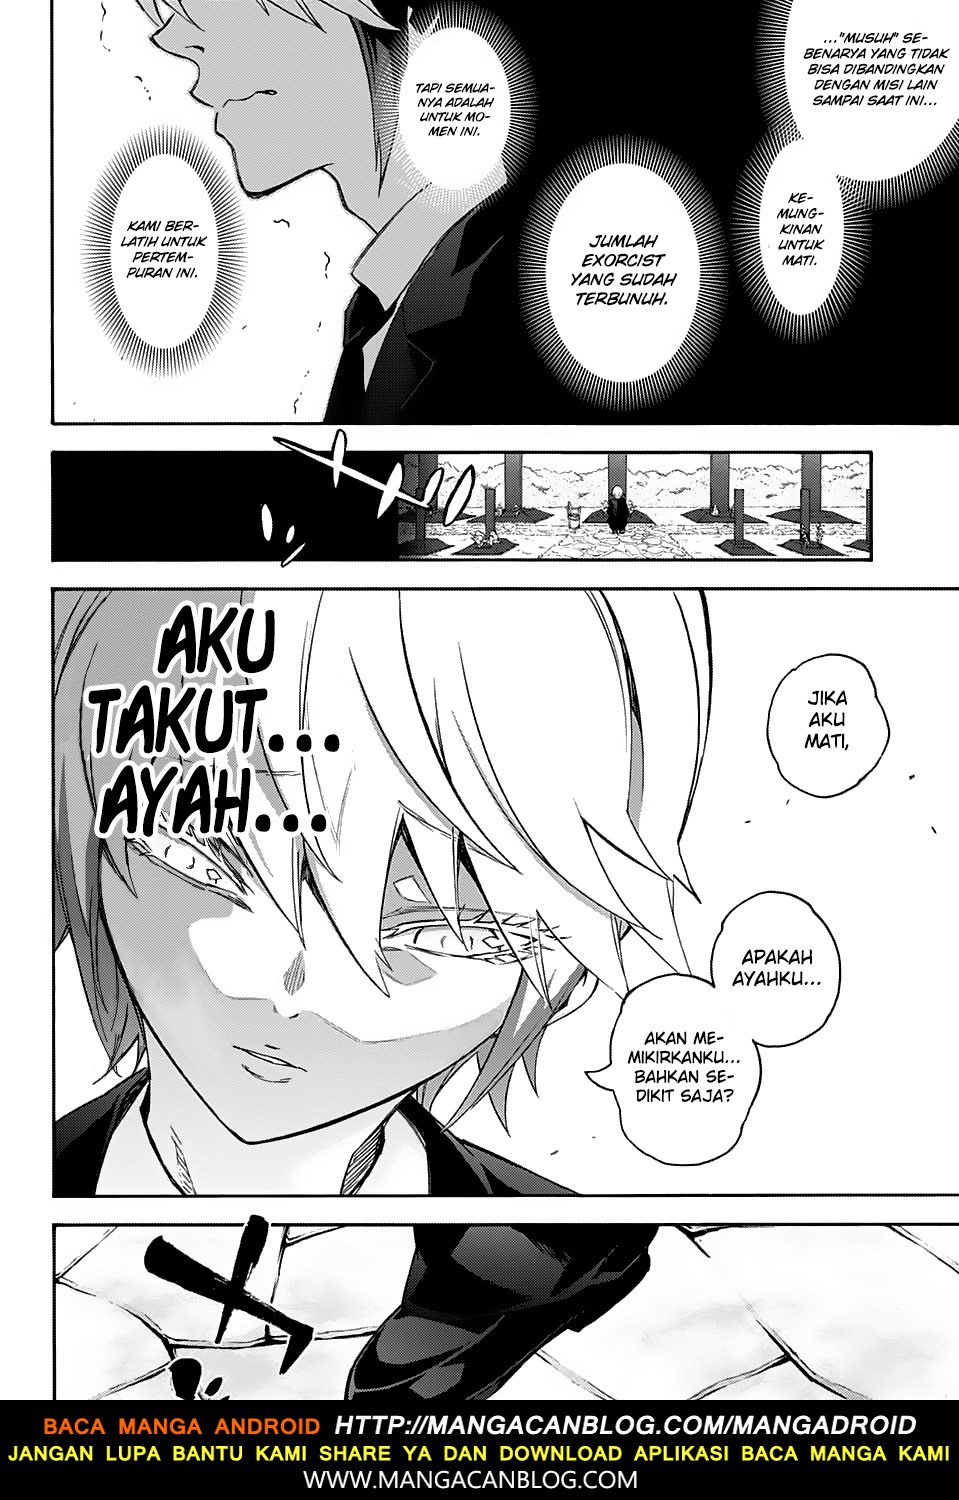 ..."MUSUH" SE-
BENARYA YANG TIDAK
BISA DIBANDINGKAN
DENGAN MISI LAIN
SAMPAI SAAT INI...
KE-
MUNG-
KINAN
UNTUK
MATI.
JUMLAH
EXORCIST
YANG SUDAH
TERBUNUH.
TAPI SEMUA-
NYA ADALAH
UNTUK MO-
MEN INI.
KAMI BER-
LATIH UNTUK
PERTEM-
PURAN INI.
JIKA
AKU
MATI,
APAKAH
AYAHKU...
AKAN ME-
MIKIRKANKU...
BAHKAN SE-
DIKIT SAJA?
AKU
TAKUT...
AYAH...
BACA MANGA ANDROID HTTP://MANGACANBLOG.COM/MANGADROID
JANGAN LUPA BANTU KAMI SHARE YA DAN DOWNLOAD APLIKASI BACA MANGA KAMI
WWW.MANGACANBLOG.COM